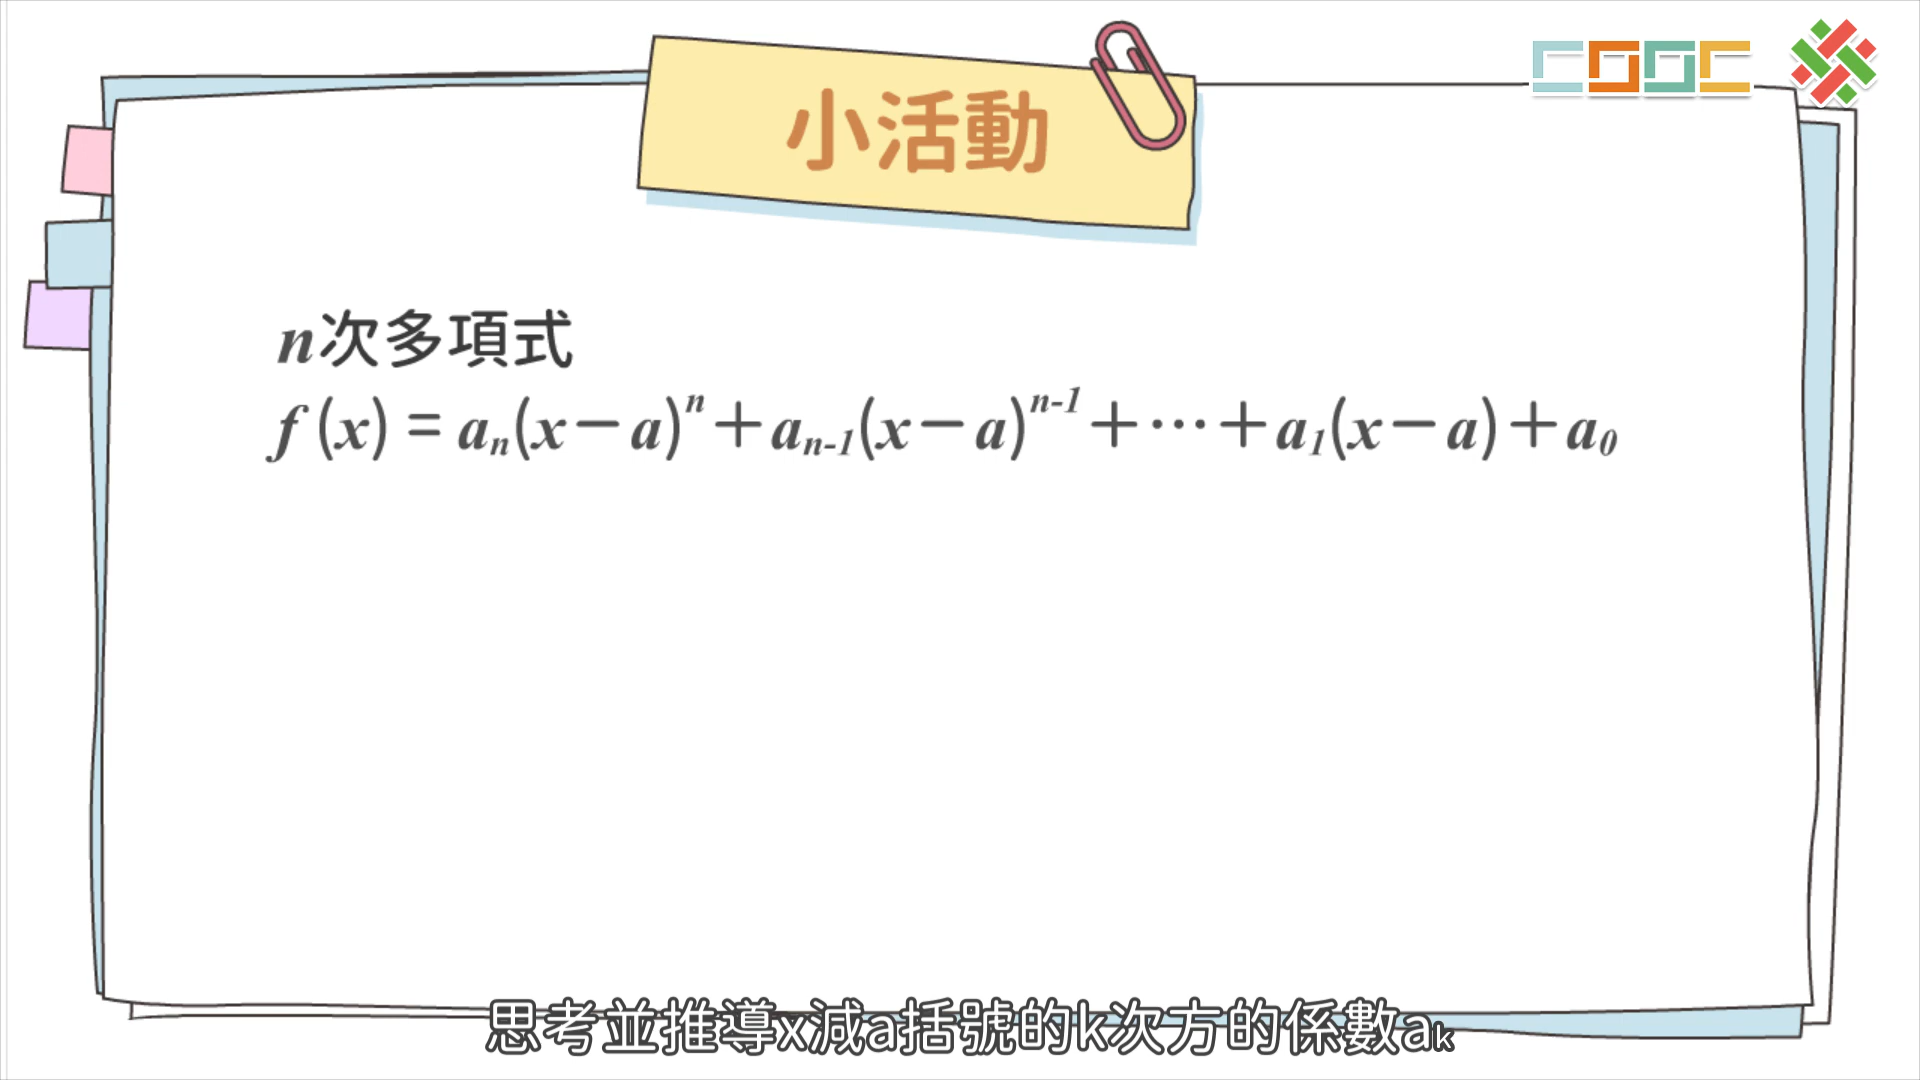 COOC
小活動
n次多項式
f(x) = aₙ(x－a)ⁿ＋aₙ₋₁(x－a)ⁿ⁻¹＋⋯＋a₁(x－a)＋a₀
思考並推導x減a括號的k次方的係數aₖ